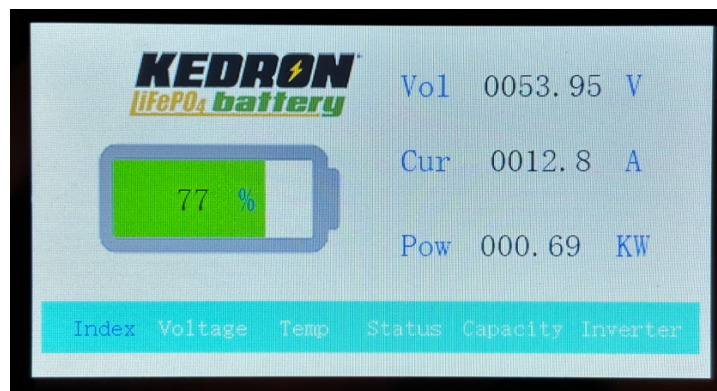 KEDRON
LiFePO4 battery
77 %
Vol 0053.95 V
Cur 0012.8 A
Pow 000.69 KW
Index Voltage Temp Status Capacity Inverter